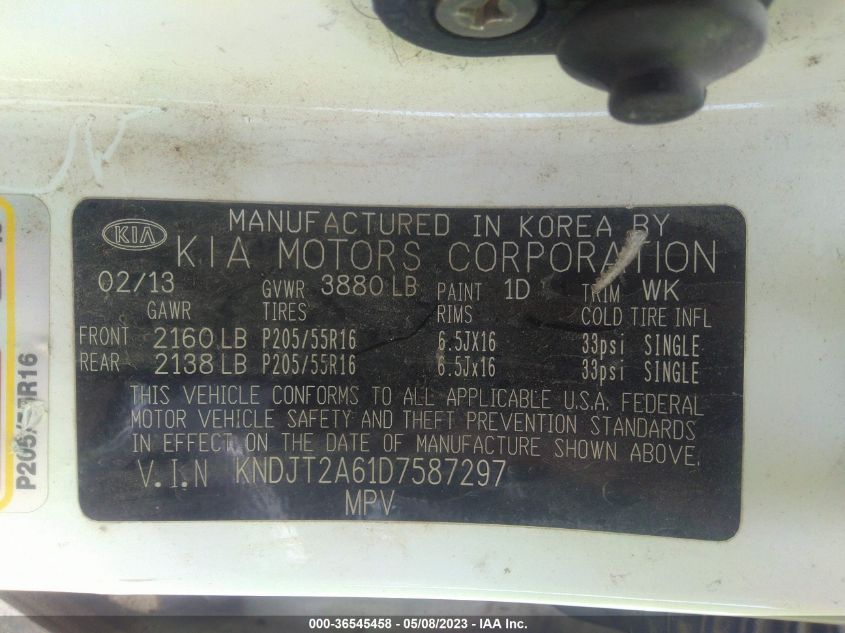 MANUFACTURED IN KOREA BY
KIA KIA MOTORS CORPORATION
02/13 GVWR 3880 LB PAINT 1D TRIM WK
GAWR TIRES RIMS COLD TIRE INFL
FRONT 2160 LB P205/55R16 6.5JX16 33psi SINGLE
REAR 2138 LB P205/55R16 6.5Jx16 33psi SINGLE
THIS VEHICLE CONFORMS TO ALL APPLICABLE U.S.A. FEDERAL
MOTOR VEHICLE SAFETY AND THEFT PREVENTION STANDARDS
IN EFFECT ON THE DATE OF MANUFACTURE SHOWN ABOVE.
V.I.N KNDJT2A61D7587297
MPV
P205/55R16
000-36545458 - 05/08/2023 - IAA Inc.